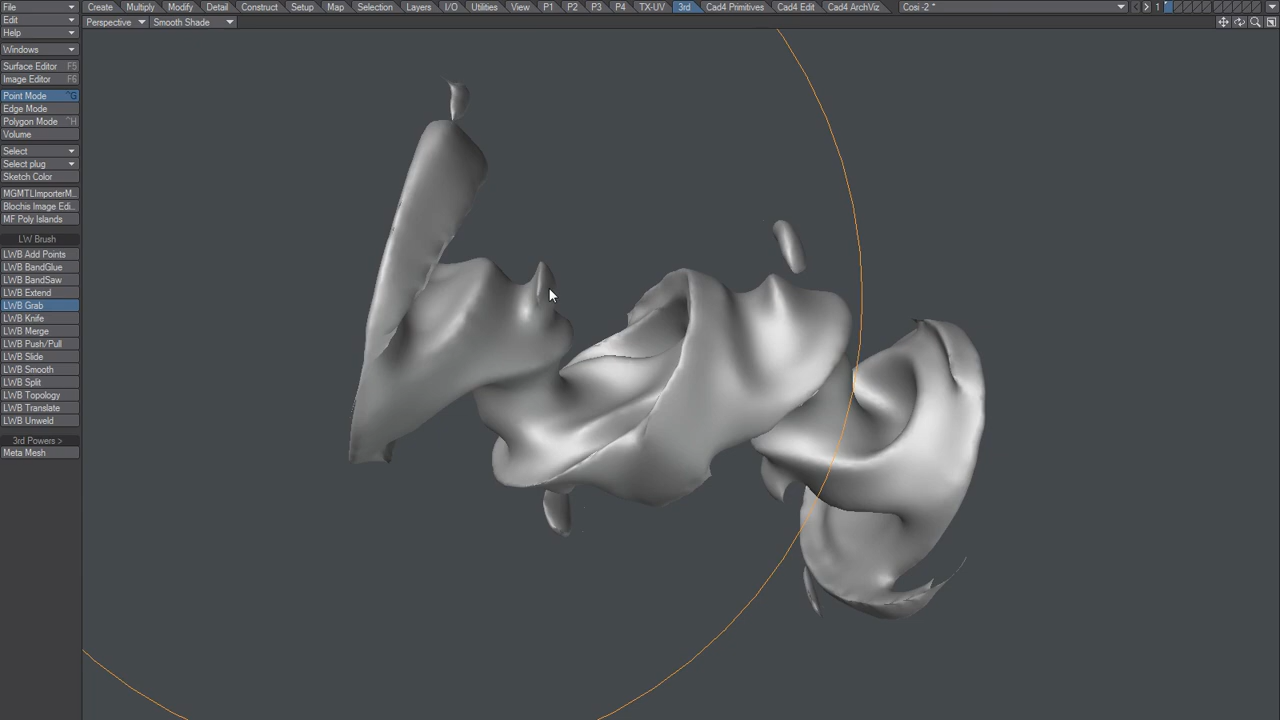 File Create Multiply Modify Detail Construct Setup Map Selection Layers I/O Utilities View P1 P2 P3 P4 TX-UV 3rd Cad4 Primitives Cad4 Edit Cad4 ArchViz Cosi -2 * 1
Edit Perspective Smooth Shade
Help
Windows
Surface Editor F5
Image Editor F6
Point Mode ^G
Edge Mode
Polygon Mode ^H
Volume
Select
Select plug
Sketch Color
MGMTLImporterM...
Blochis Image Edi...
MF Poly Islands
LW Brush
LWB Add Points
LWB BandGlue
LWB BandSaw
LWB Extend
LWB Grab
LWB Knife
LWB Merge
LWB Push/Pull
LWB Slide
LWB Smooth
LWB Split
LWB Topology
LWB Translate
LWB Unweld
3rd Powers >
Meta Mesh